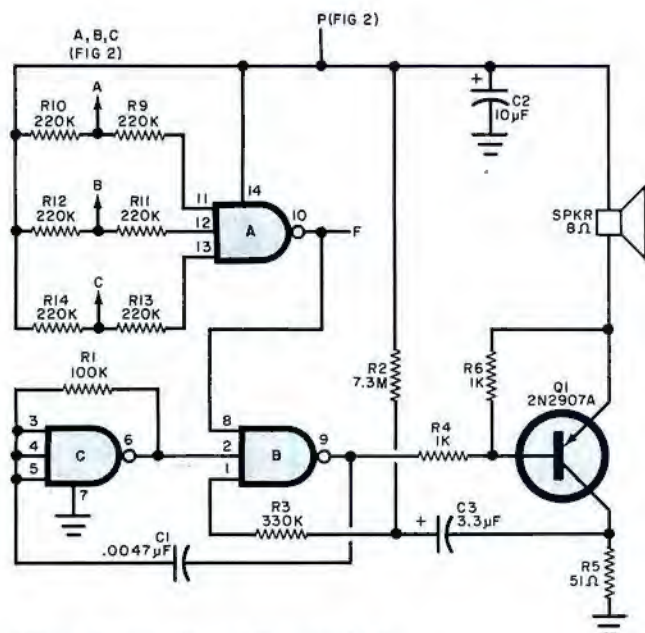 P(FIG 2)
A, B, C
(FIG 2)
A
R10
220K
R9
220K
+
C2
10µF
B
R12
220K
R11
220K
11
14
12
A
10
F
13
SPKR
8Ω
C
R14
220K
R13
220K
R1
100K
R2
7.3M
R6
1K
Q1
2N2907A
3
4
5
C
6
7
8
2
1
B
9
R4
1K
R3
330K
+
C3
3.3µF
C1
.0047µF
R5
51Ω